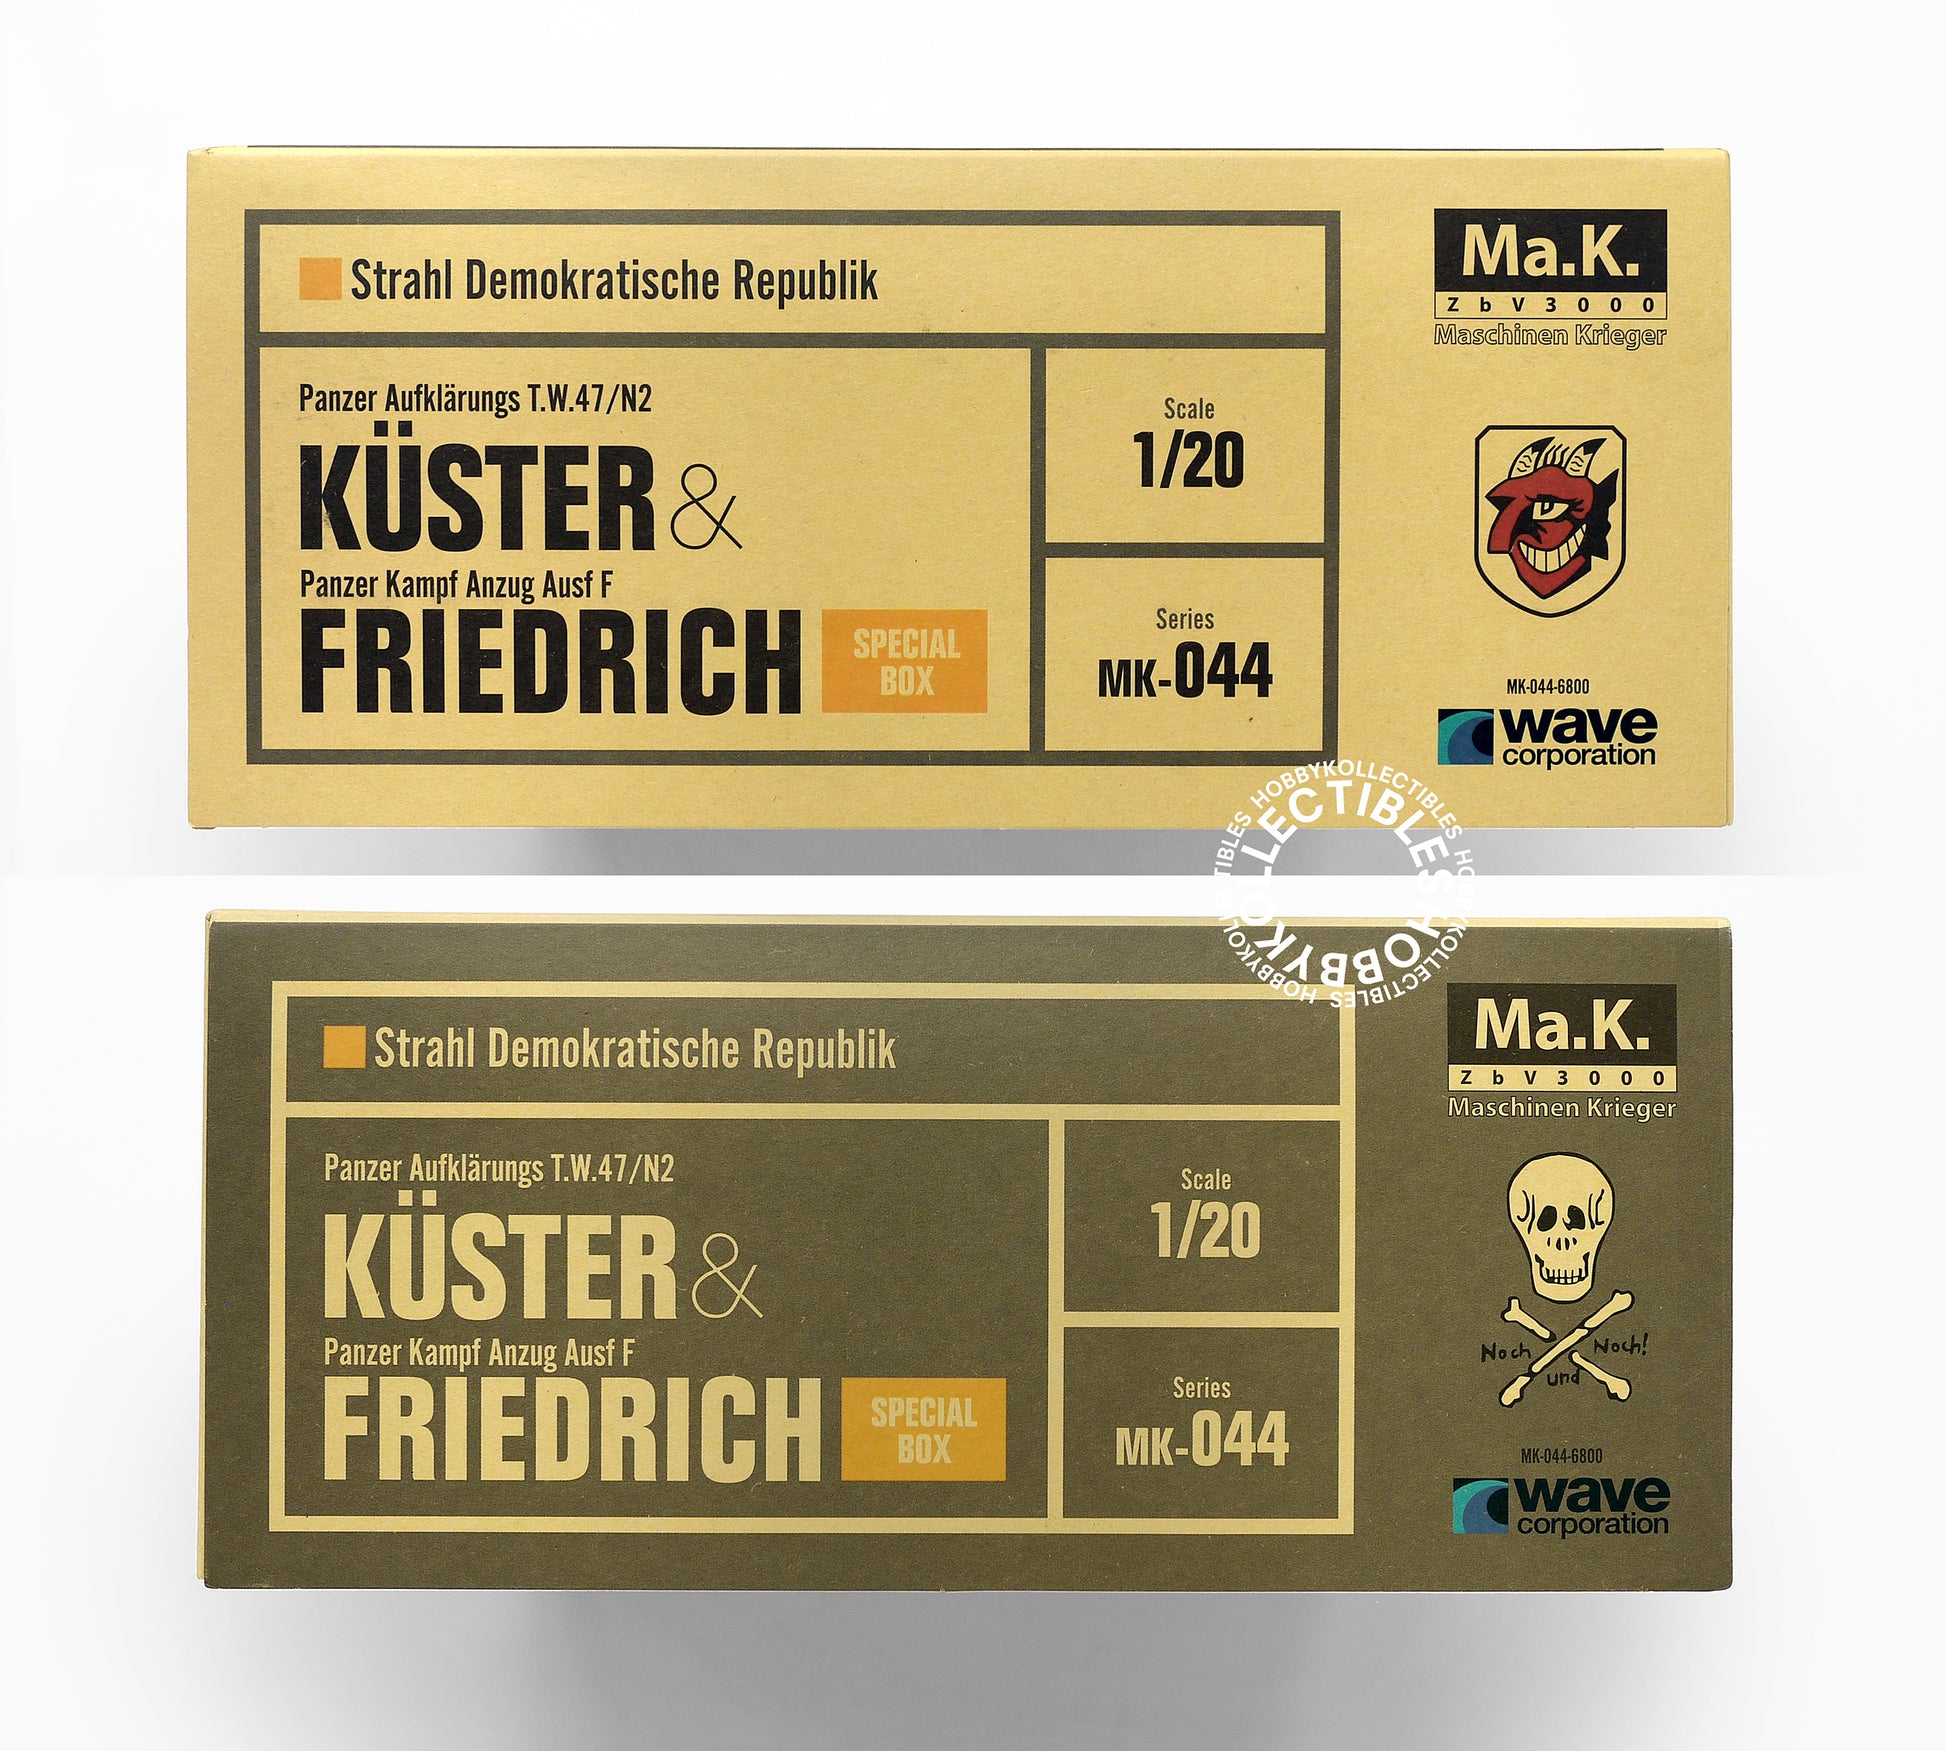 Strahl Demokratische Republik
Panzer Aufklärungs T.W.47/N2
KÜSTER &
Panzer Kampf Anzug Ausf F
FRIEDRICH
SPECIAL
BOX
Scale
1/20
Series
MK-044
Ma.K.
ZbV3000
Maschinen Krieger
MK-044-6800
wave
corporation
HOBBYKOLLECTIBLES HOBBYKOLLECTIBLES HOBBYKOLLECTIBLES
HOBBYKOLLECTIBLES
Strahl Demokratische Republik
Panzer Aufklärungs T.W.47/N2
KÜSTER &
Panzer Kampf Anzug Ausf F
FRIEDRICH
SPECIAL
BOX
Scale
1/20
Series
MK-044
Ma.K.
ZbV3000
Maschinen Krieger
Noch
Noch!
und
MK-044-6800
wave
corporation